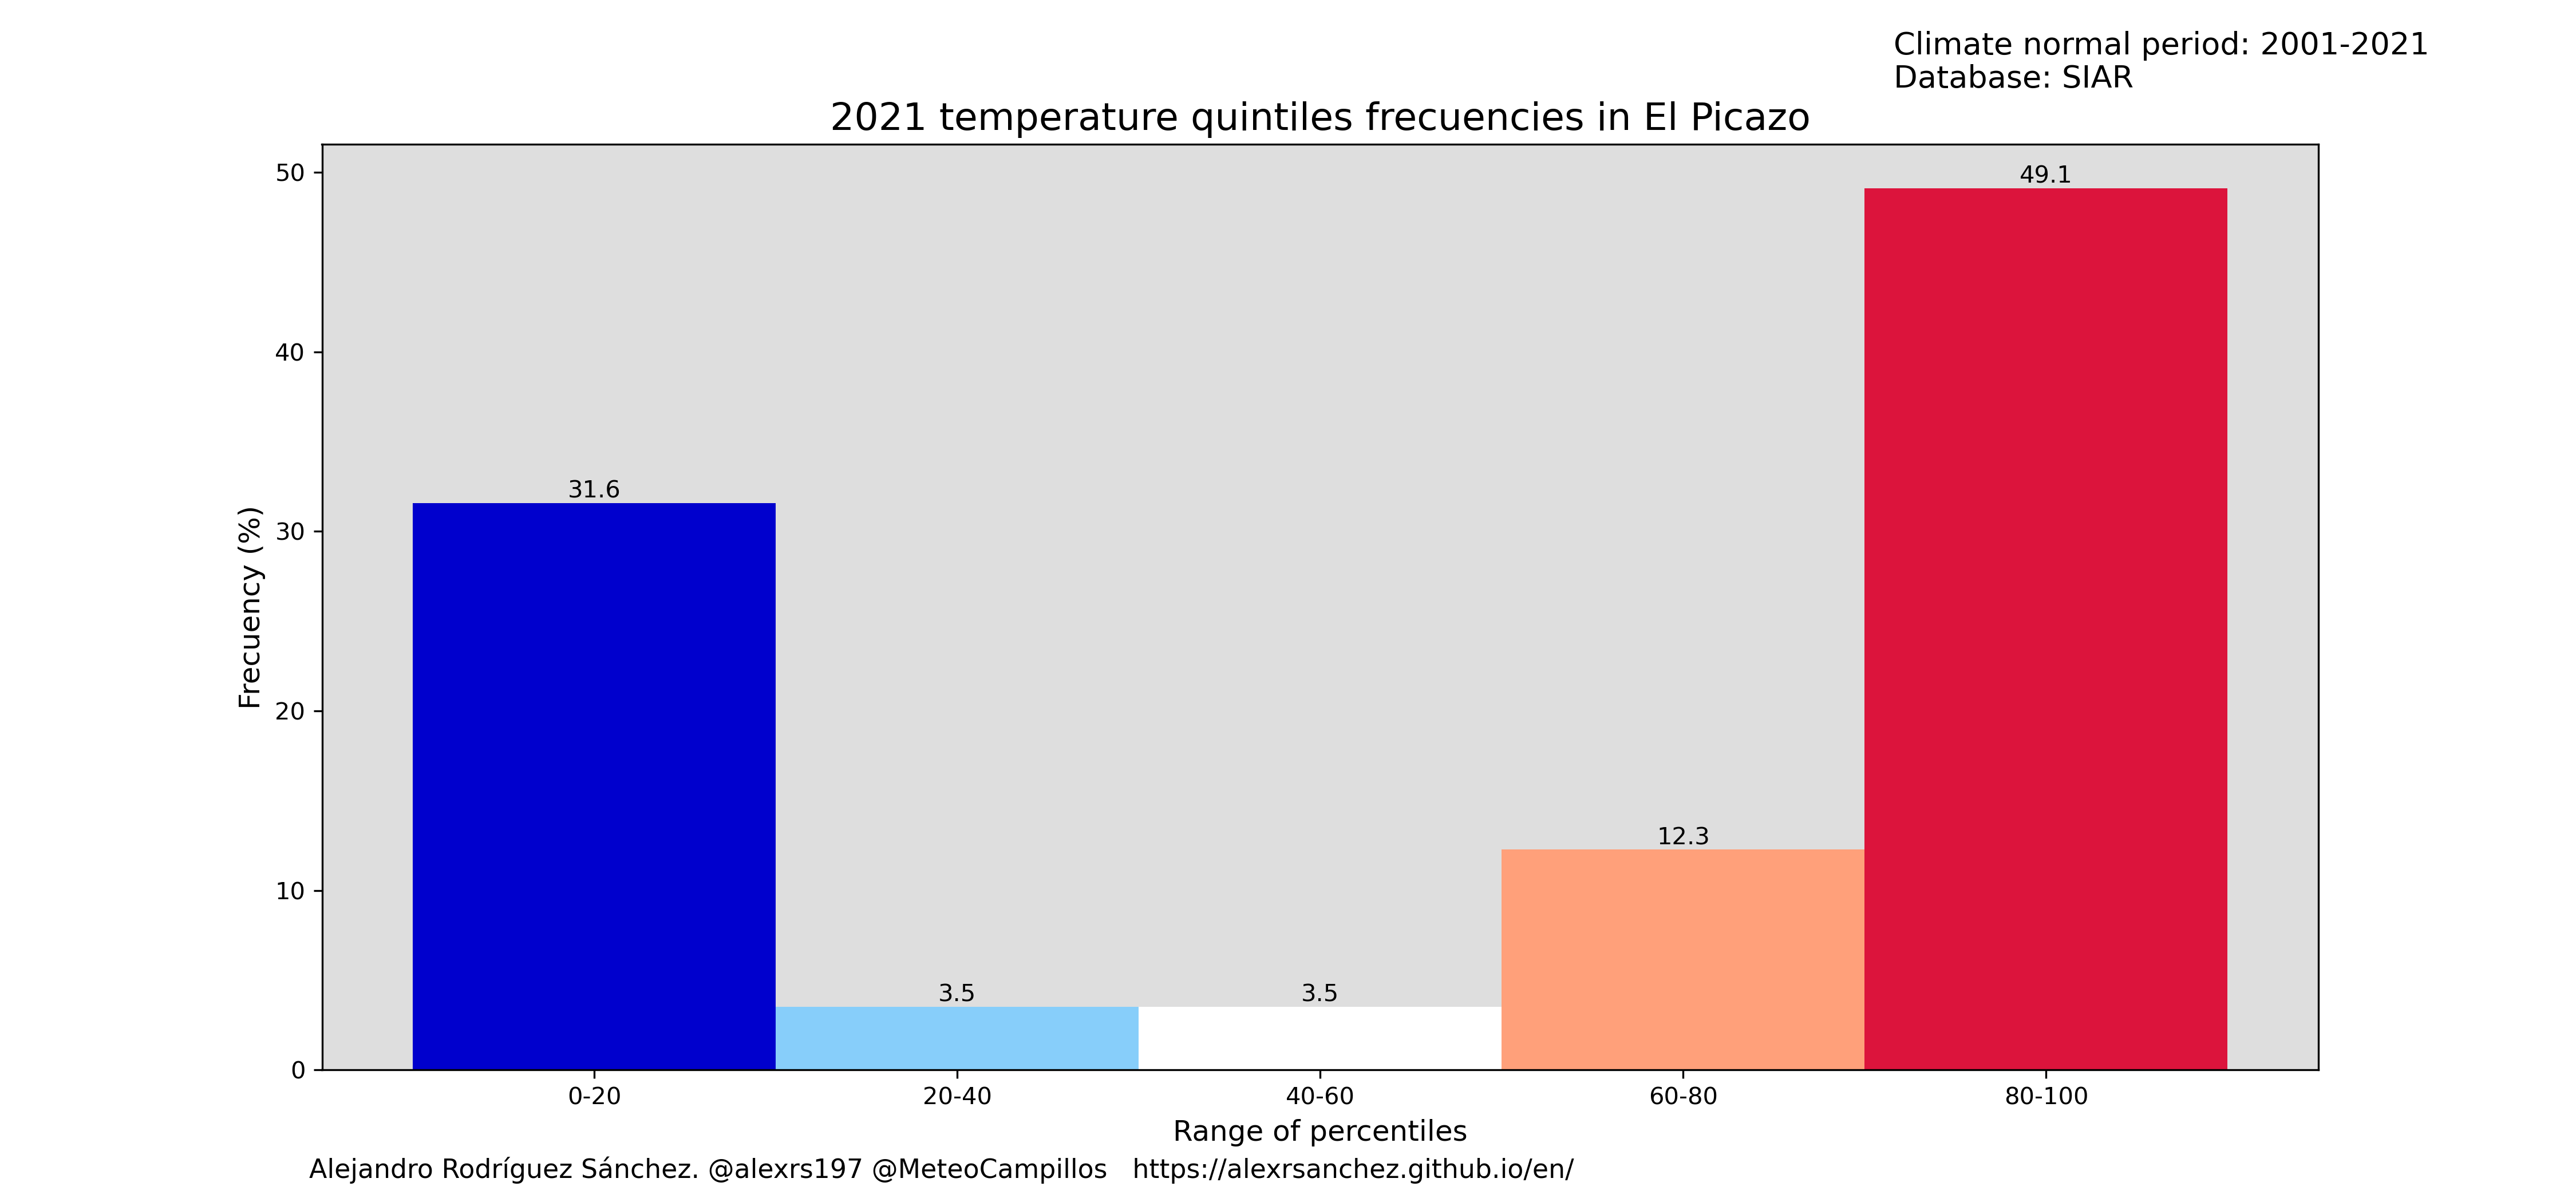 Climate normal period: 2001-2021
Database: SIAR
2021 temperature quintiles frecuencies in El Picazo
50
40
30
20
10
0
Frecuency (%)
31.6
3.5
3.5
12.3
49.1
0-20
20-40
40-60
60-80
80-100
Range of percentiles
Alejandro Rodríguez Sánchez. @alexrs197 @MeteoCampillos https://alexrsanchez.github.io/en/